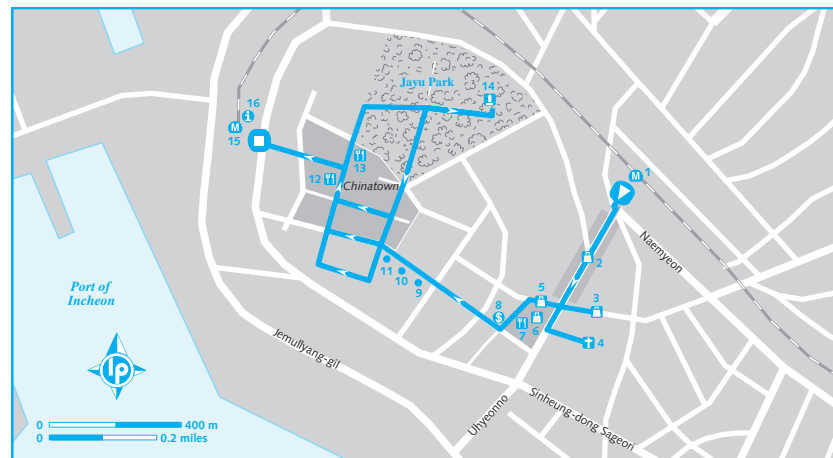 14
Jayu Park
16
i
M
15
13
12
Chinatown
M 1
Naemyeon
2
Port of
Incheon
11
10
9
8
$
5
3
7
6
4
lp
Jemullyang-gil
Sinheung-dong Sageori
Uhyeonno
0 400 m
0 0.2 miles